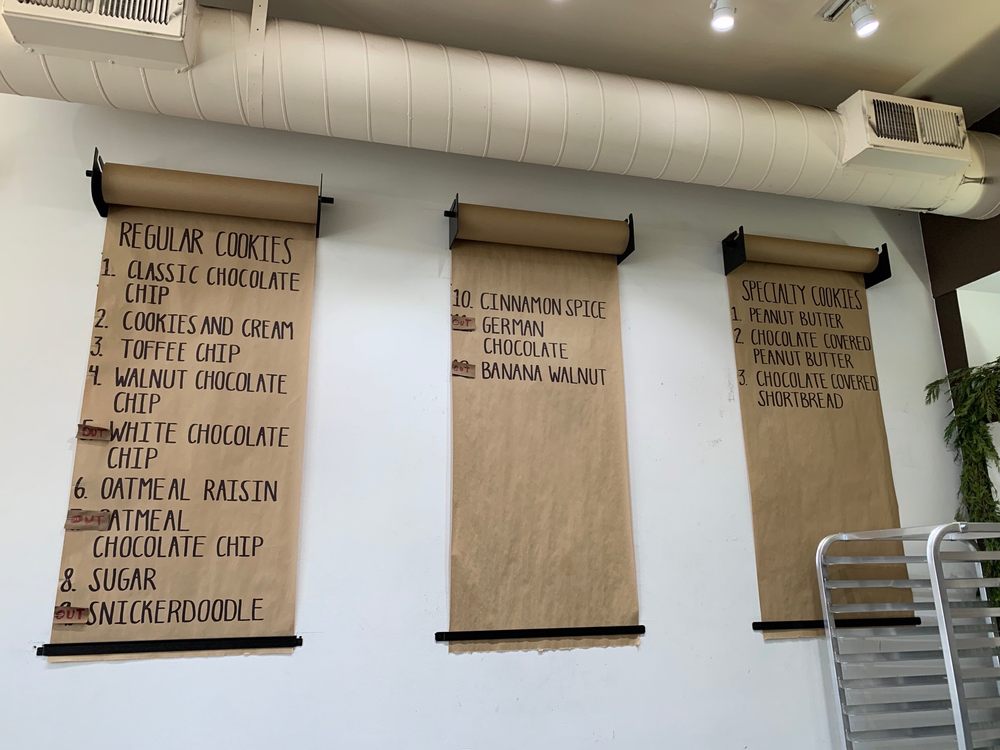 REGULAR COOKIES
1. CLASSIC CHOCOLATE
CHIP
2. COOKIES AND CREAM
3. TOFFEE CHIP
4. WALNUT CHOCOLATE
CHIP
OUT WHITE CHOCOLATE
CHIP
6. OATMEAL RAISIN
OUT OATMEAL
CHOCOLATE CHIP
8. SUGAR
OUT SNICKERDOODLE
10. CINNAMON SPICE
OUT GERMAN
CHOCOLATE
OUT BANANA WALNUT
SPECIALTY COOKIES
1. PEANUT BUTTER
2. CHOCOLATE COVERED
PEANUT BUTTER
3. CHOCOLATE COVERED
SHORTBREAD